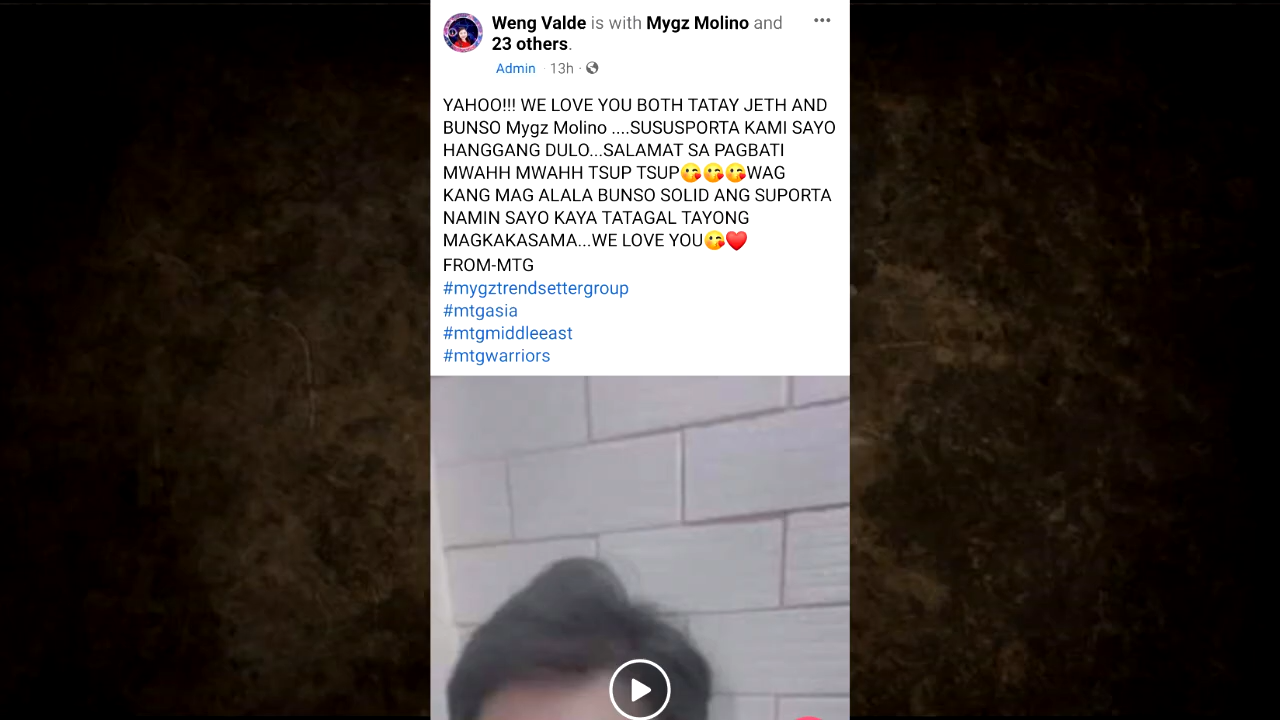 Weng Valde is with Mygz Molino and
23 others.
Admin · 13h ·
YAHOO!!! WE LOVE YOU BOTH TATAY JETH AND
BUNSO Mygz Molino ....SUSUSPORTA KAMI SAYO
HANGGANG DULO...SALAMAT SA PAGBATI
MWAHH MWAHH TSUP TSUP😘😘😘WAG
KANG MAG ALALA BUNSO SOLID ANG SUPORTA
NAMIN SAYO KAYA TATAGAL TAYONG
MAGKAKASAMA...WE LOVE YOU😘❤️
FROM-MTG
#mygztrendsettergroup
#mtgasia
#mtgmiddleeast
#mtgwarriors